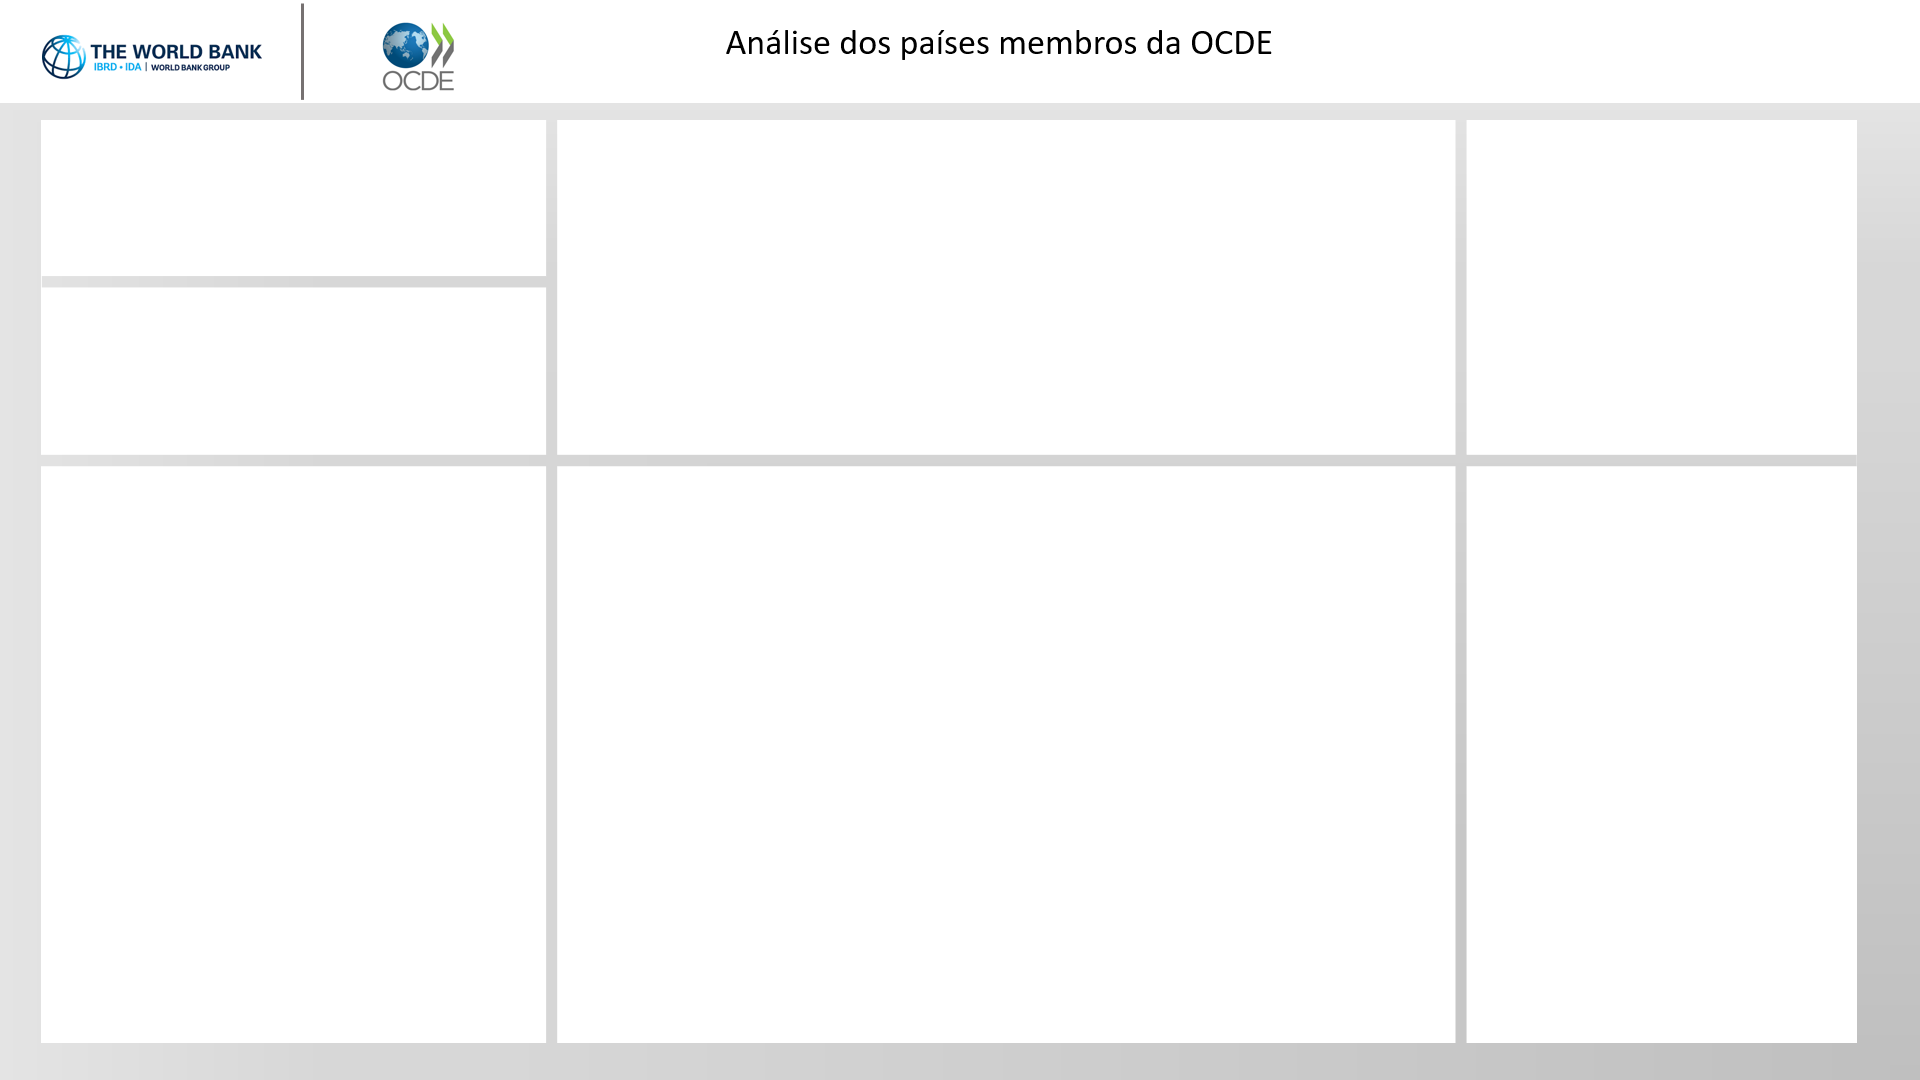 THE WORLD BANK
IBRD • IDA | WORLD BANK GROUP
OCDE
Análise dos países membros da OCDE